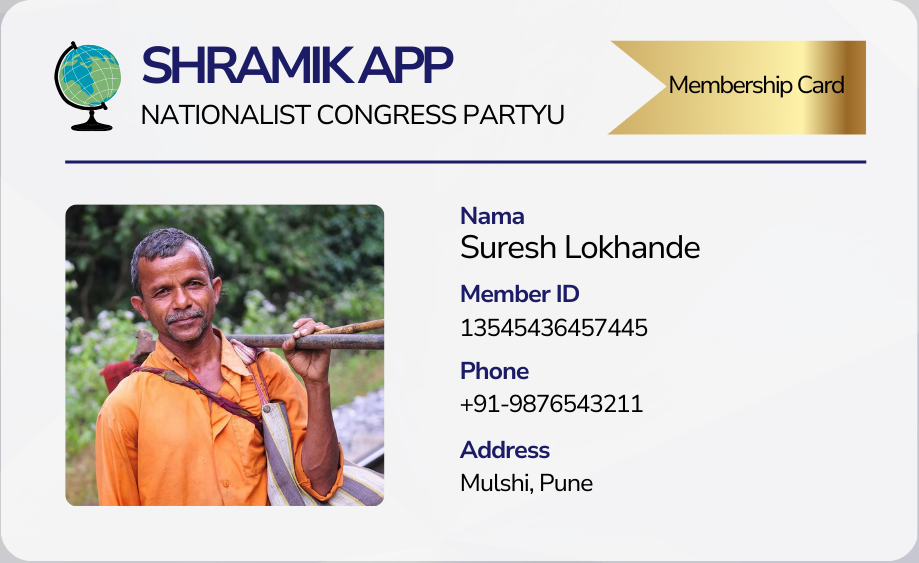 SHRAMIK APP
NATIONALIST CONGRESS PARTYU
Membership Card
Nama
Suresh Lokhande
Member ID
13545436457445
Phone
+91-9876543211
Address
Mulshi, Pune